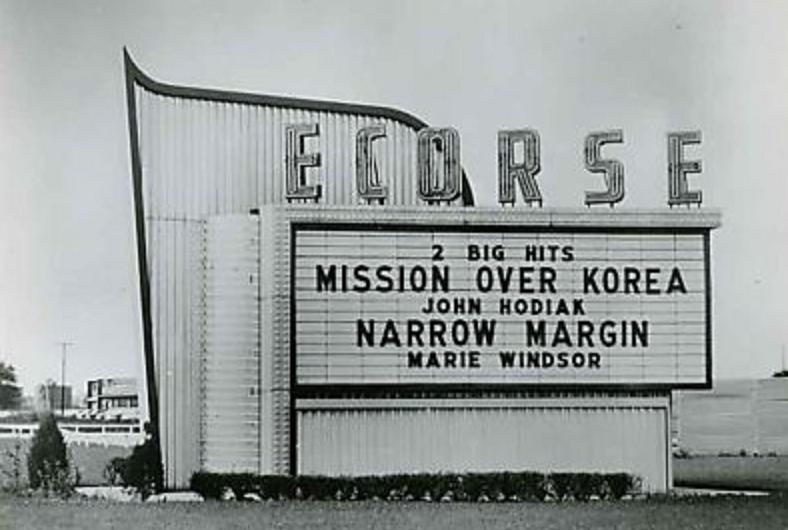 ECORSE
2 BIG HITS
MISSION OVER KOREA
JOHN HODIAK
NARROW MARGIN
MARIE WINDSOR